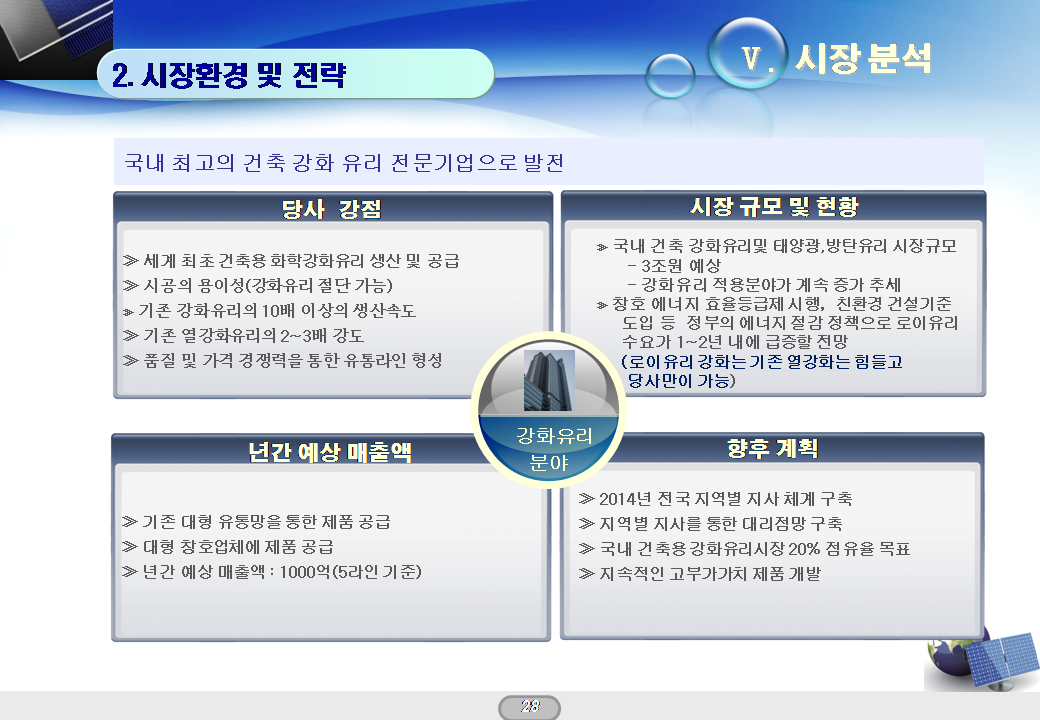 2. 시장환경 및 전략
Ⅴ. 시장 분석
국내 최고의 건축 강화 유리 전문기업으로 발전
당사 강점
≫ 세계 최초 건축용 화학강화유리 생산 및 공급
≫ 시공의 용이성(강화유리 절단 가능)
≫ 기존 강화유리의 10배 이상의 생산속도
≫ 기존 열강화유리의 2~3배 강도
≫ 품질 및 가격 경쟁력을 통한 유통라인 형성
시장 규모 및 현황
≫ 국내 건축 강화유리및 태양광,방탄유리 시장규모
- 3조원 예상
- 강화유리 적용분야가 계속 증가 추세
≫ 창호 에너지 효율등급제 시행, 친환경 건설기준
도입 등 정부의 에너지 절감 정책으로 로이유리
수요가 1~2년 내에 급증할 전망
(로이유리 강화는 기존 열강화는 힘들고
당사만이 가능)
강화유리
분야
년간 예상 매출액
≫ 기존 대형 유통망을 통한 제품 공급
≫ 대형 창호업체에 제품 공급
≫ 년간 예상 매출액 : 1000억(5라인 기준)
향후 계획
≫ 2014년 전국 지역별 지사 체계 구축
≫ 지역별 지사를 통한 대리점망 구축
≫ 국내 건축용 강화유리시장 20% 점유율 목표
≫ 지속적인 고부가가치 제품 개발
28